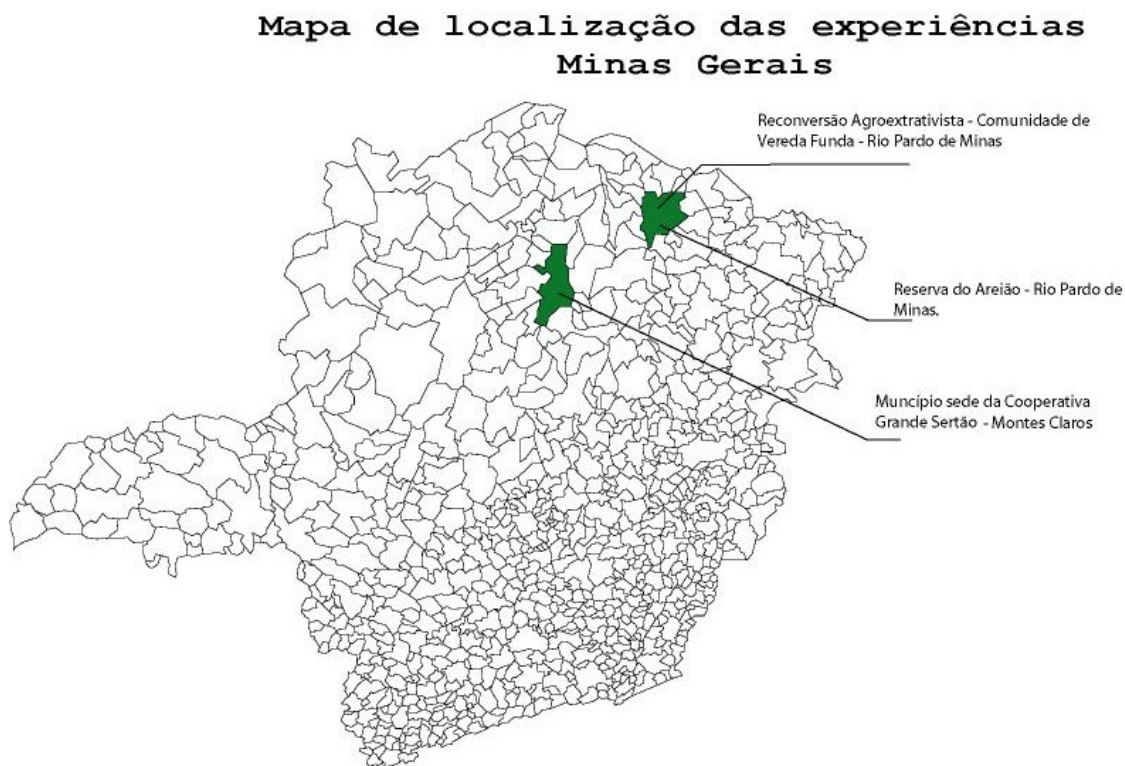 Mapa de localização das experiências
Minas Gerais
Reconversão Agroextrativista - Comunidade de
Vereda Funda - Rio Pardo de Minas
Reserva do Areião - Rio Pardo de
Minas.
Muncípio sede da Cooperativa
Grande Sertão - Montes Claros